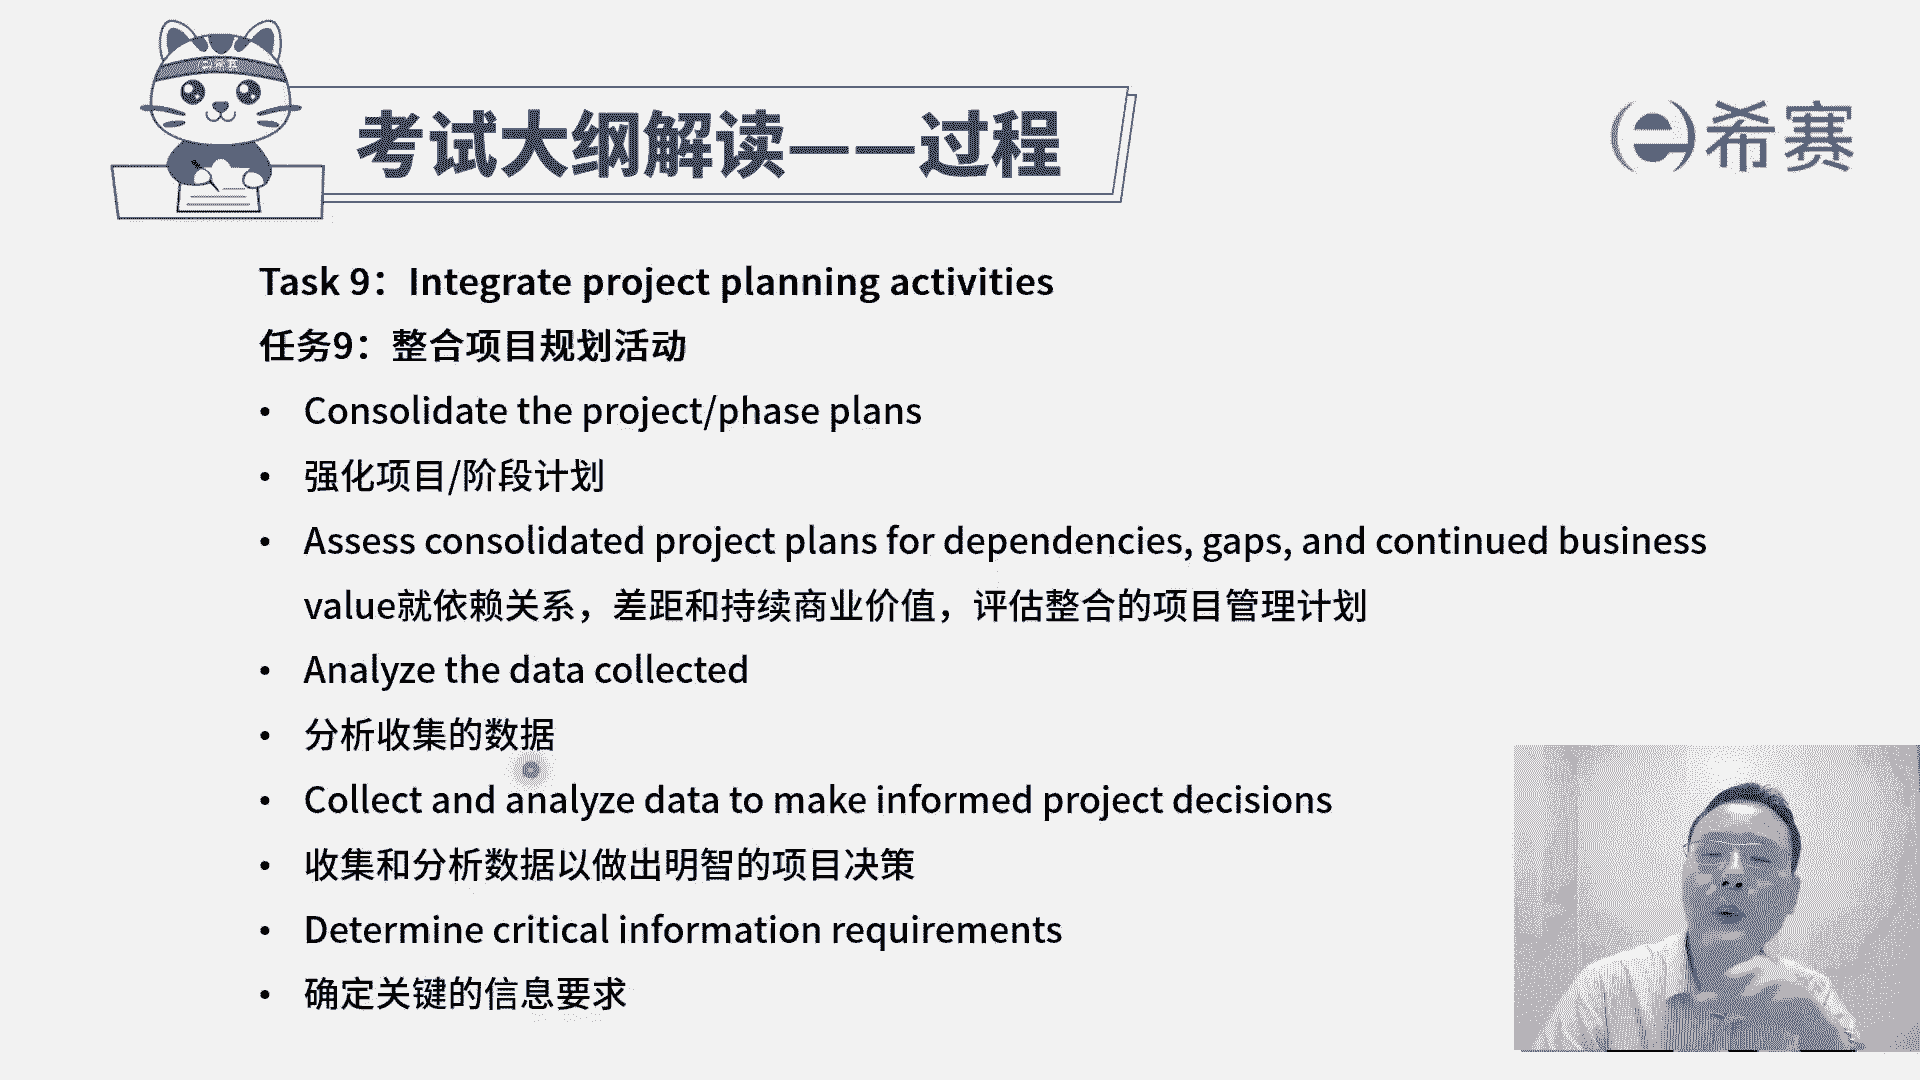 考试大纲解读——过程
希赛
Task 9：Integrate project planning activities
任务9：整合项目规划活动
• Consolidate the project/phase plans
• 强化项目/阶段计划
• Assess consolidated project plans for dependencies, gaps, and continued business
value就依赖关系，差距和持续商业价值，评估整合的项目管理计划
• Analyze the data collected
• 分析收集的数据
• Collect and analyze data to make informed project decisions
• 收集和分析数据以做出明智的项目决策
• Determine critical information requirements
• 确定关键的信息要求